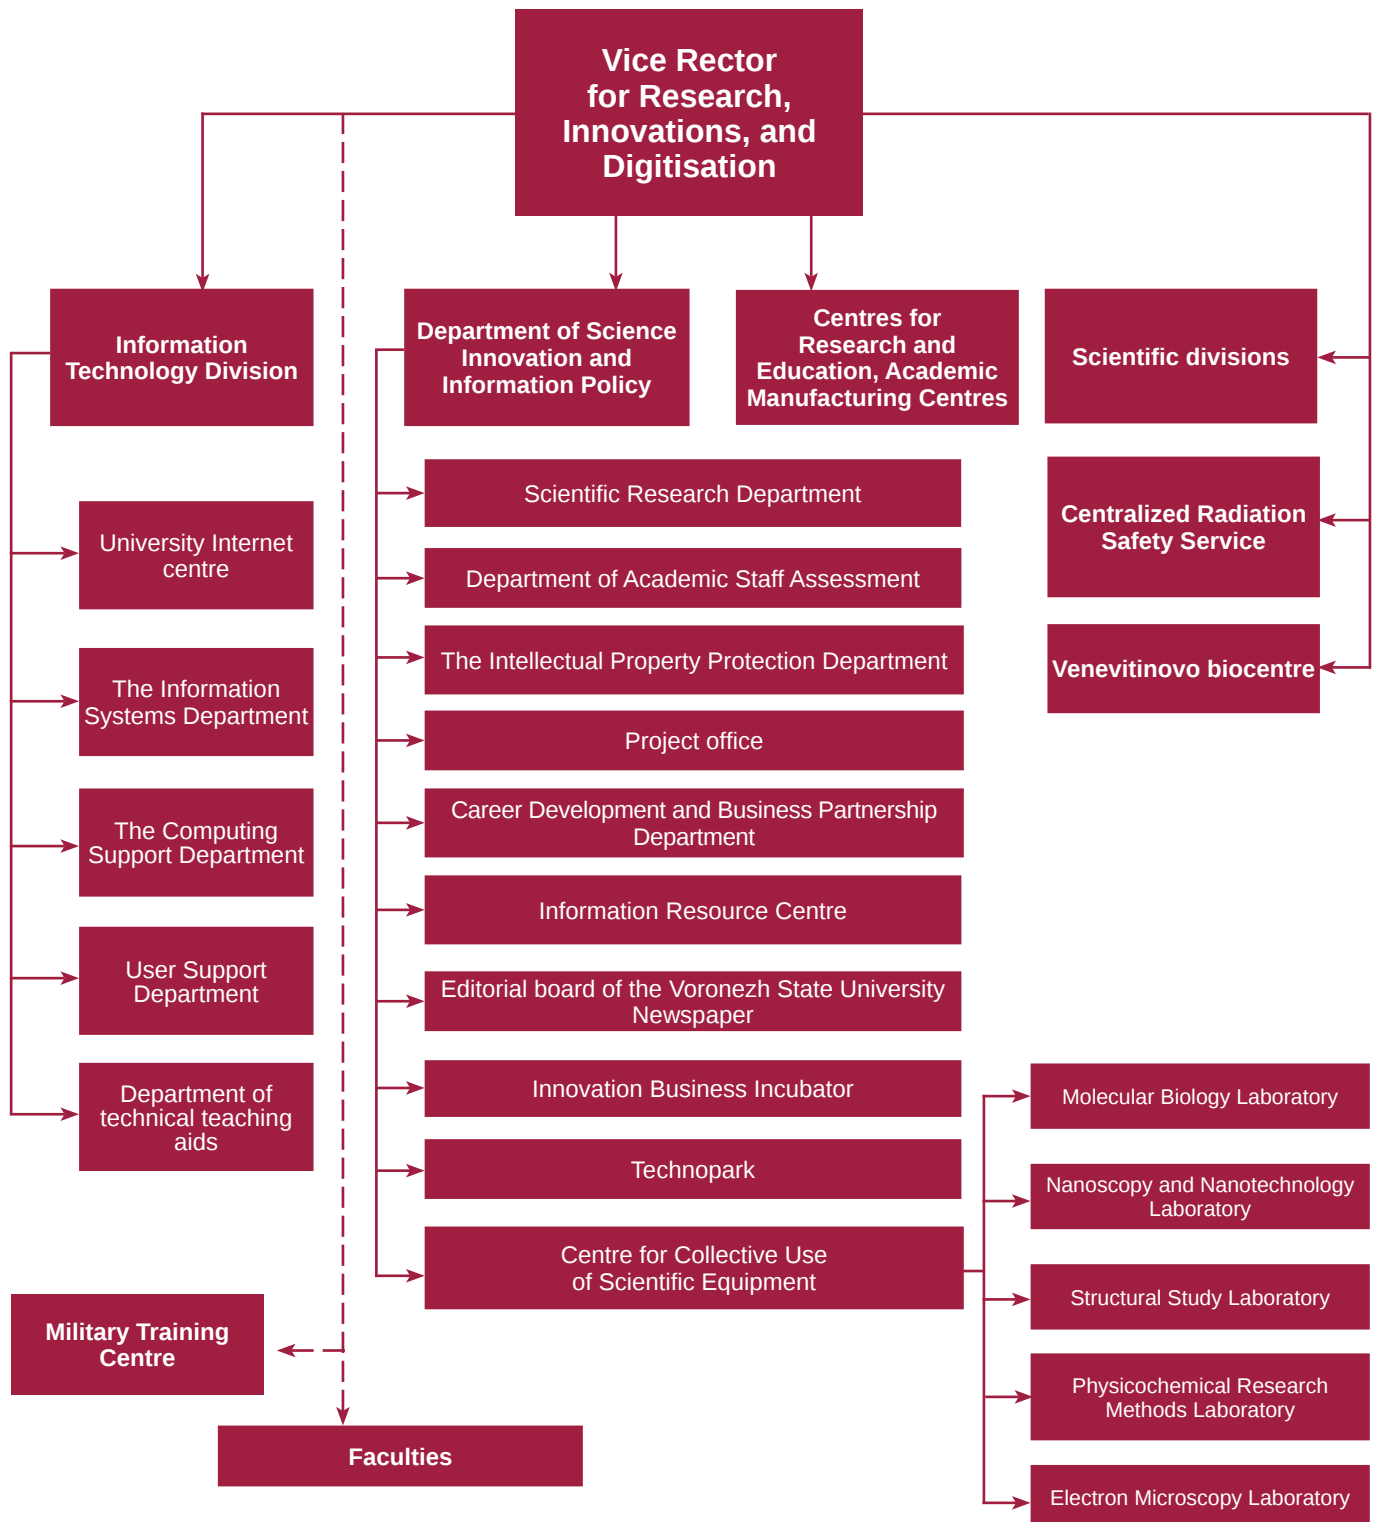 Vice Rector
for Research,
Innovations, and
Digitisation
Information
Technology Division
Department of Science
Innovation and
Information Policy
Centres for
Research and
Education, Academic
Manufacturing Centres
Scientific divisions
University Internet
centre
The Information
Systems Department
The Computing
Support Department
User Support
Department
Department of
technical teaching
aids
Scientific Research Department
Department of Academic Staff Assessment
The Intellectual Property Protection Department
Project office
Career Development and Business Partnership
Department
Information Resource Centre
Editorial board of the Voronezh State University
Newspaper
Innovation Business Incubator
Technopark
Centre for Collective Use
of Scientific Equipment
Centralized Radiation
Safety Service
Venevitinovo biocentre
Molecular Biology Laboratory
Nanoscopy and Nanotechnology
Laboratory
Structural Study Laboratory
Physicochemical Research
Methods Laboratory
Electron Microscopy Laboratory
Military Training
Centre
Faculties